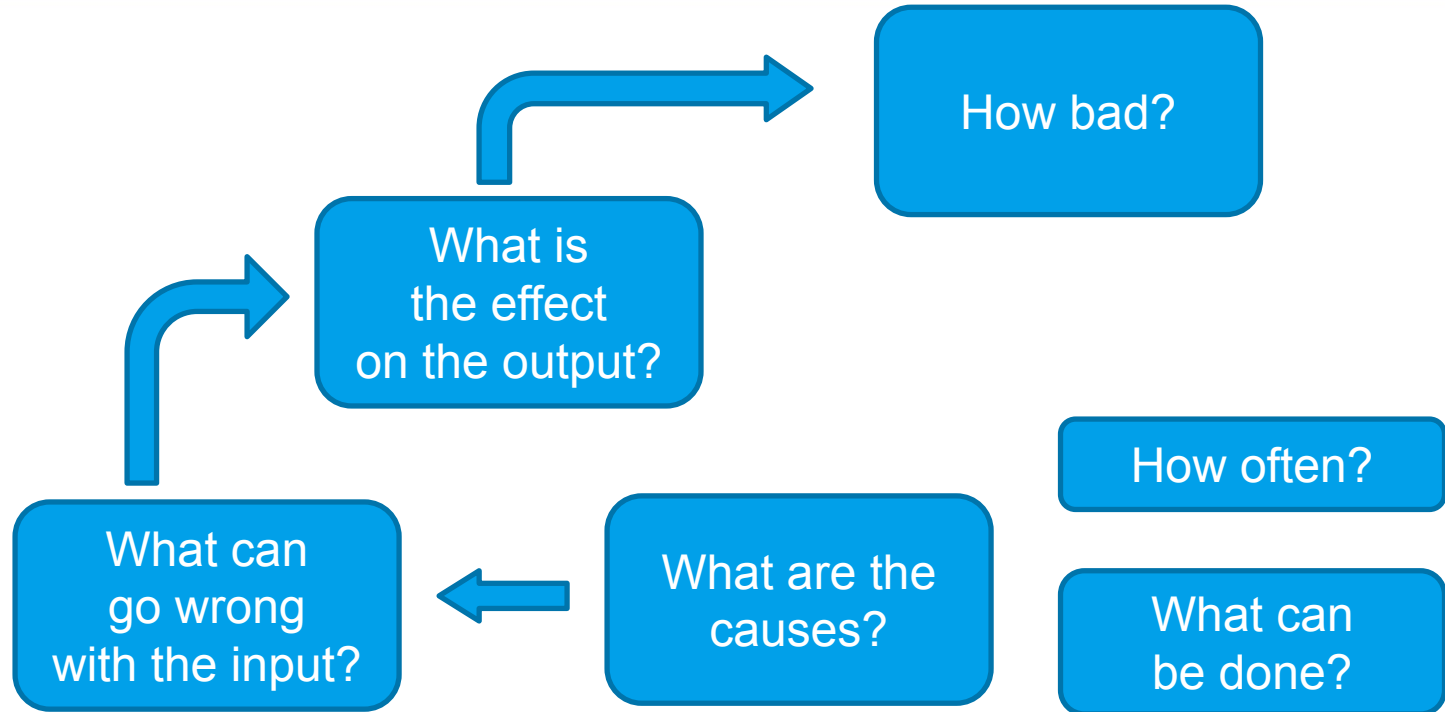 How bad?
What is
the effect
on the output?
How often?
What can
go wrong
with the input?
What are the
causes?
What can
be done?